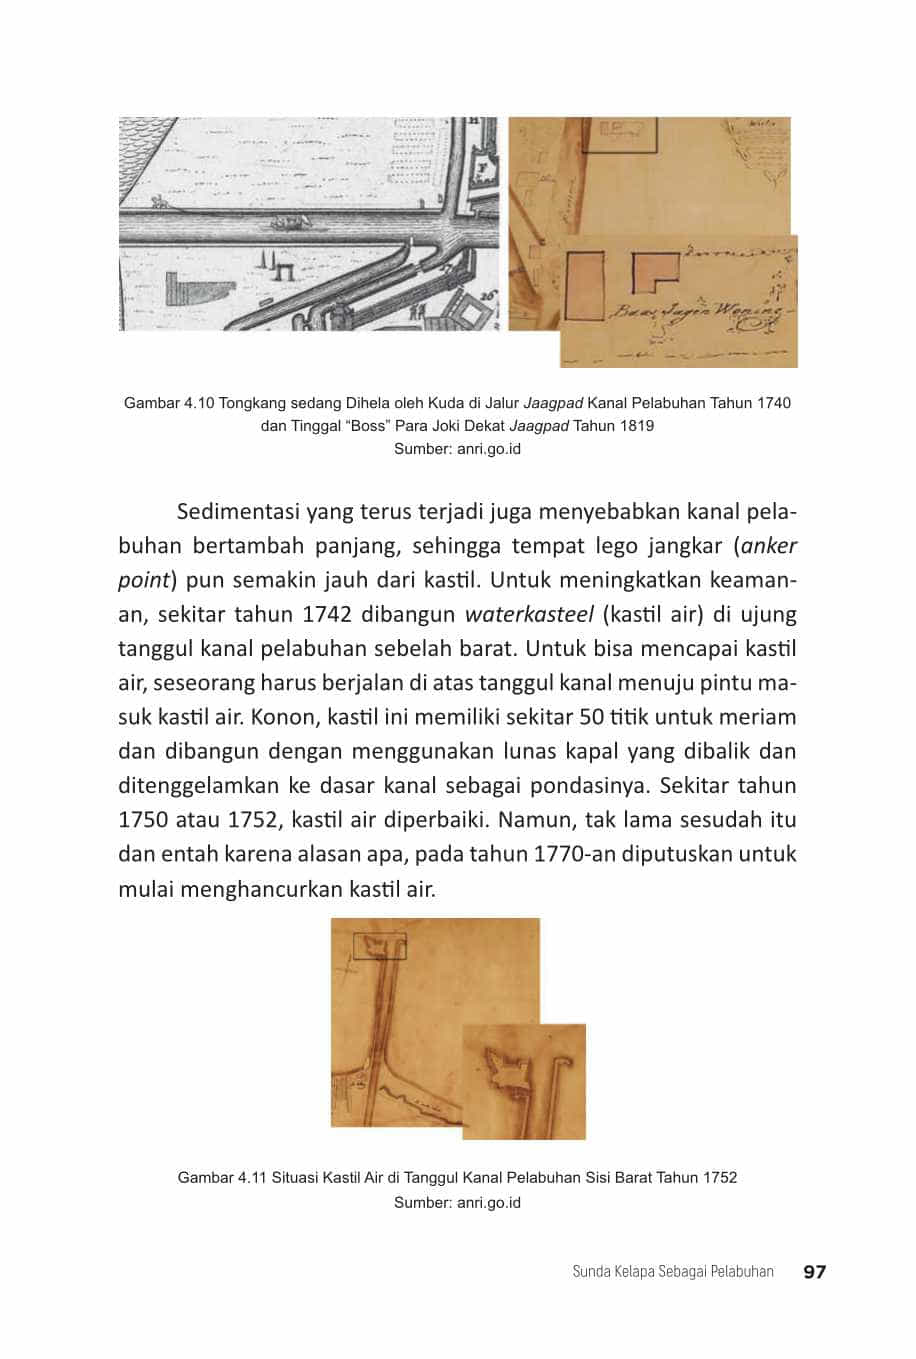 H
F
26
Baas Jagin Woning
Gambar 4.10 Tongkang sedang Dihela oleh Kuda di Jalur Jaagpad Kanal Pelabuhan Tahun 1740
dan Tinggal “Boss” Para Joki Dekat Jaagpad Tahun 1819
Sumber: anri.go.id
Sedimentasi yang terus terjadi juga menyebabkan kanal pela-
buhan bertambah panjang, sehingga tempat lego jangkar (anker
point) pun semakin jauh dari kastil. Untuk meningkatkan keaman-
an, sekitar tahun 1742 dibangun waterkasteel (kastil air) di ujung
tanggul kanal pelabuhan sebelah barat. Untuk bisa mencapai kastil
air, seseorang harus berjalan di atas tanggul kanal menuju pintu ma-
suk kastil air. Konon, kastil ini memiliki sekitar 50 titik untuk meriam
dan dibangun dengan menggunakan lunas kapal yang dibalik dan
ditenggelamkan ke dasar kanal sebagai pondasinya. Sekitar tahun
1750 atau 1752, kastil air diperbaiki. Namun, tak lama sesudah itu
dan entah karena alasan apa, pada tahun 1770-an diputuskan untuk
mulai menghancurkan kastil air.
Gambar 4.11 Situasi Kastil Air di Tanggul Kanal Pelabuhan Sisi Barat Tahun 1752
Sumber: anri.go.id
Sunda Kelapa Sebagai Pelabuhan 97